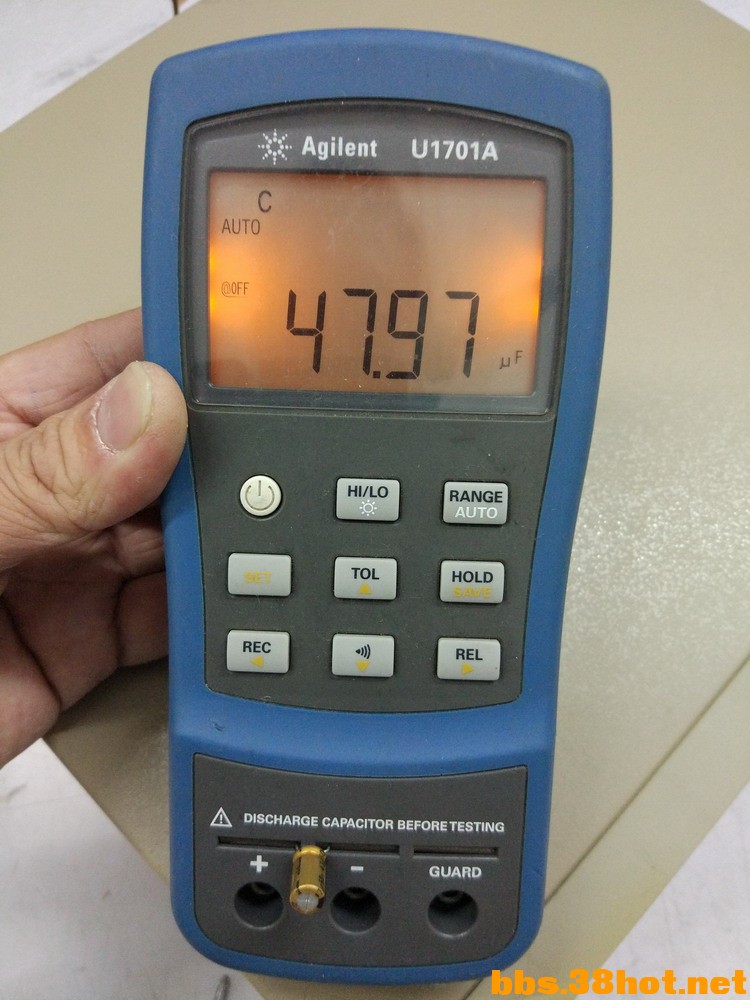 Agilent U1701A
C
AUTO
@OFF
47.97 µF
HI/LO
RANGE
AUTO
SET
TOL
HOLD
SAVE
REC
REL
⚠ DISCHARGE CAPACITOR BEFORE TESTING
+ -
GUARD
bbs.38hot.net